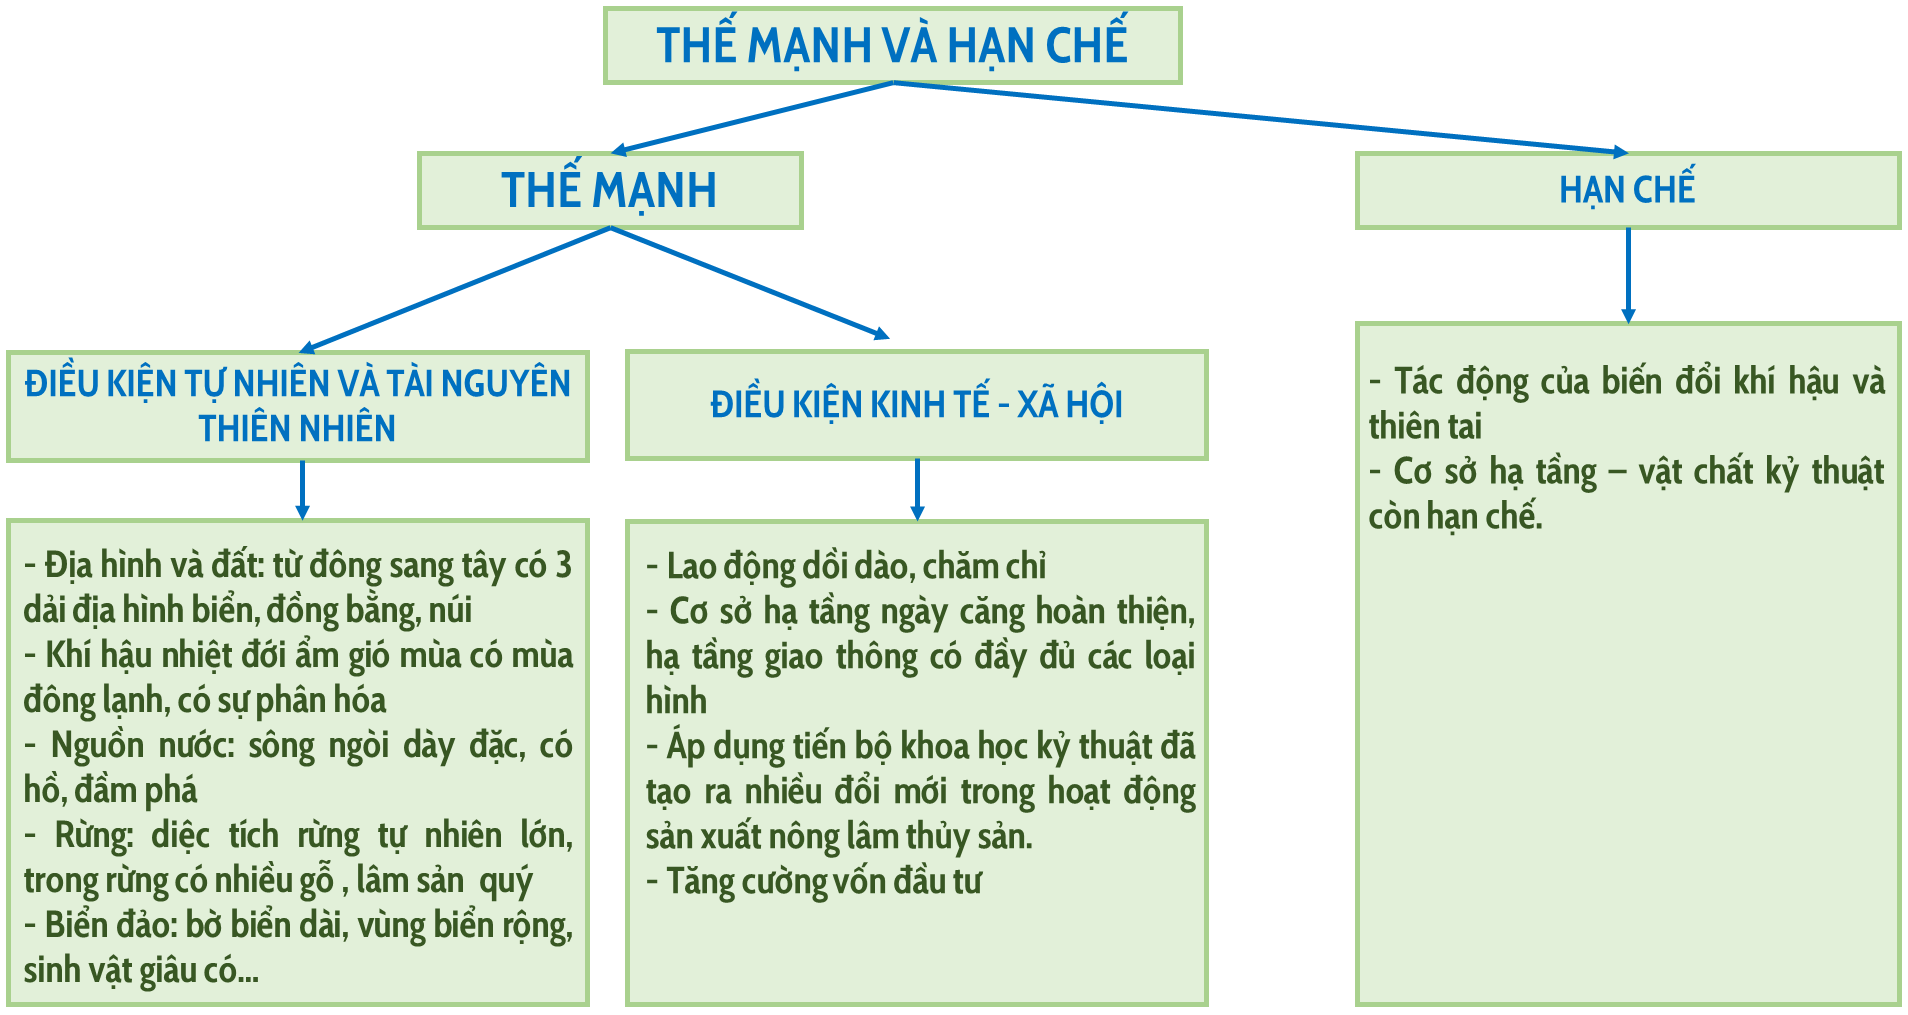 THẾ MẠNH VÀ HẠN CHẾ
THẾ MẠNH
HẠN CHẾ
ĐIỀU KIỆN TỰ NHIÊN VÀ TÀI NGUYÊN
THIÊN NHIÊN
ĐIỀU KIỆN KINH TẾ - XÃ HỘI
- Tác động của biến đổi khí hậu và
thiên tai
- Cơ sở hạ tầng – vật chất kỷ thuật
còn hạn chế.
- Địa hình và đất: từ đông sang tây có 3
dải địa hình biển, đồng bằng, núi
- Khí hậu nhiệt đới ẩm gió mùa có mùa
đông lạnh, có sự phân hóa
- Nguồn nước: sông ngòi dày đặc, có
hồ, đầm phá
- Rừng: diệc tích rừng tự nhiên lớn,
trong rừng có nhiều gỗ , lâm sản  quý
- Biển đảo: bờ biển dài, vùng biển rộng,
sinh vật giâu có...
- Lao động dồi dào, chăm chỉ
- Cơ sở hạ tầng ngày căng hoàn thiện,
hạ tầng giao thông có đầy đủ các loại
hình
- Áp dụng tiến bộ khoa học kỷ thuật đã
tạo ra nhiều đổi mới trong hoạt động
sản xuất nông lâm thủy sản.
- Tăng cường vốn đầu tư